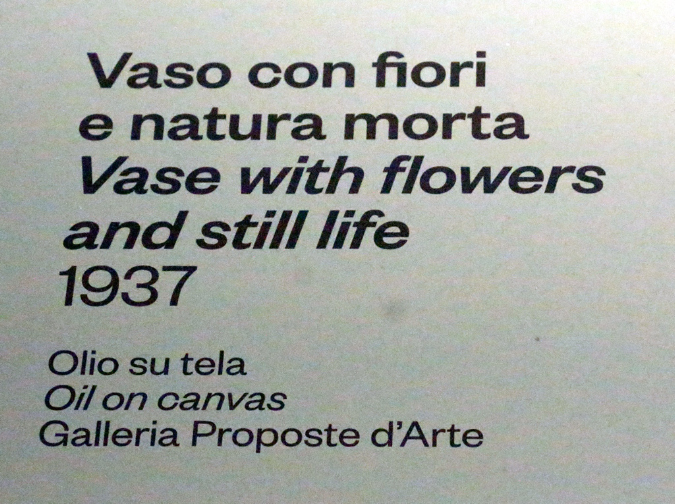 Vaso con fiori
e natura morta
Vase with flowers
and still life
1937
Olio su tela
Oil on canvas
Galleria Proposte d’Arte